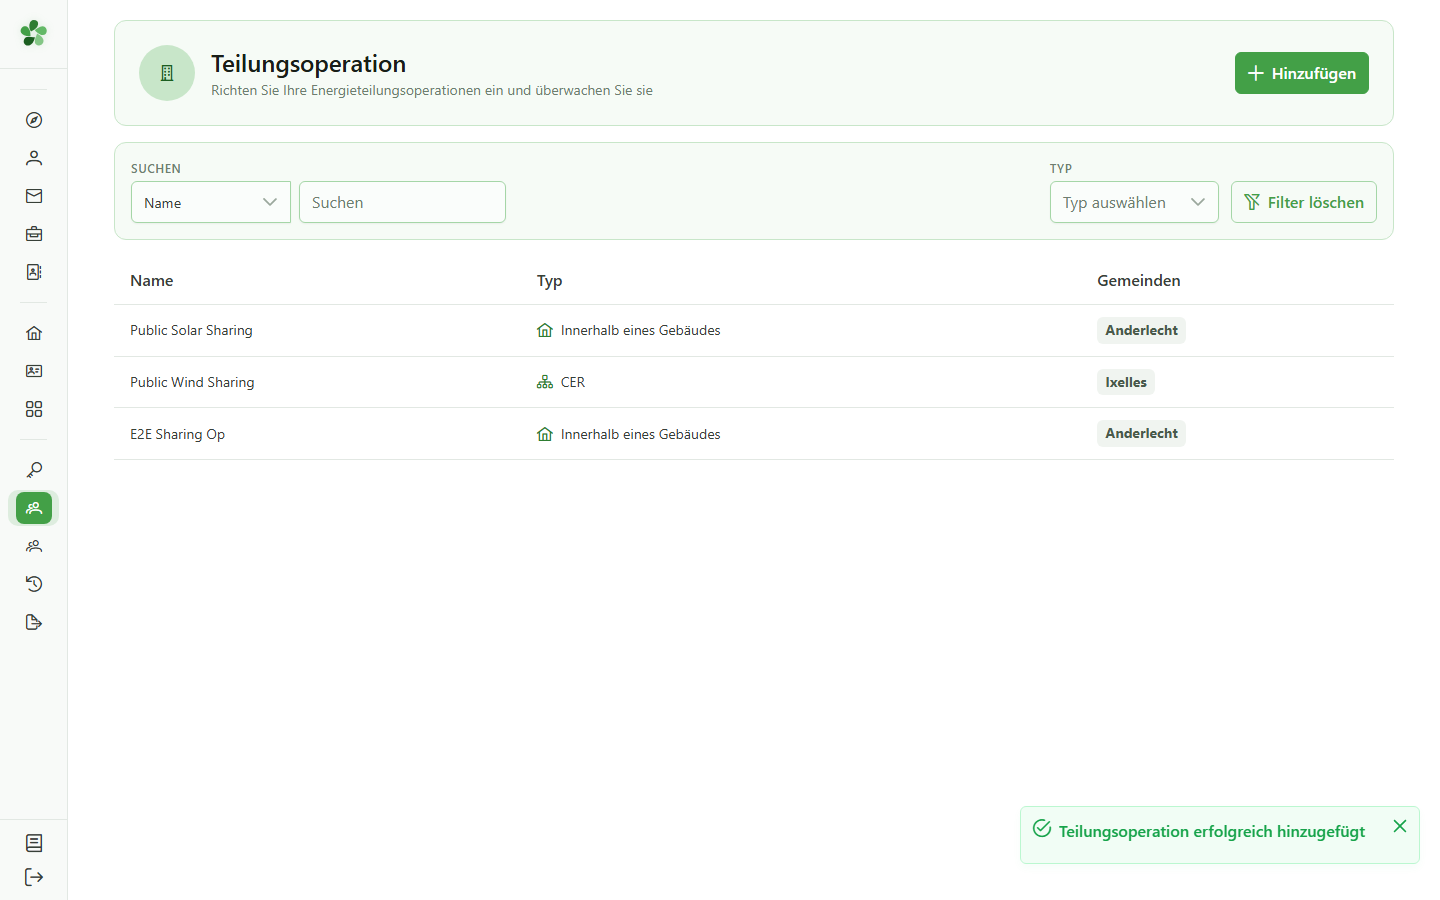 Teilungsoperation
Richten Sie Ihre Energieteilungsoperationen ein und überwachen Sie sie
Hinzufügen
SUCHEN
TYP
Name
Suchen
Typ auswählen
Filter löschen
Name Typ Gemeinden
Public Solar Sharing Innerhalb eines Gebäudes Anderlecht
Public Wind Sharing CER Ixelles
E2E Sharing Op Innerhalb eines Gebäudes Anderlecht
Teilungsoperation erfolgreich hinzugefügt